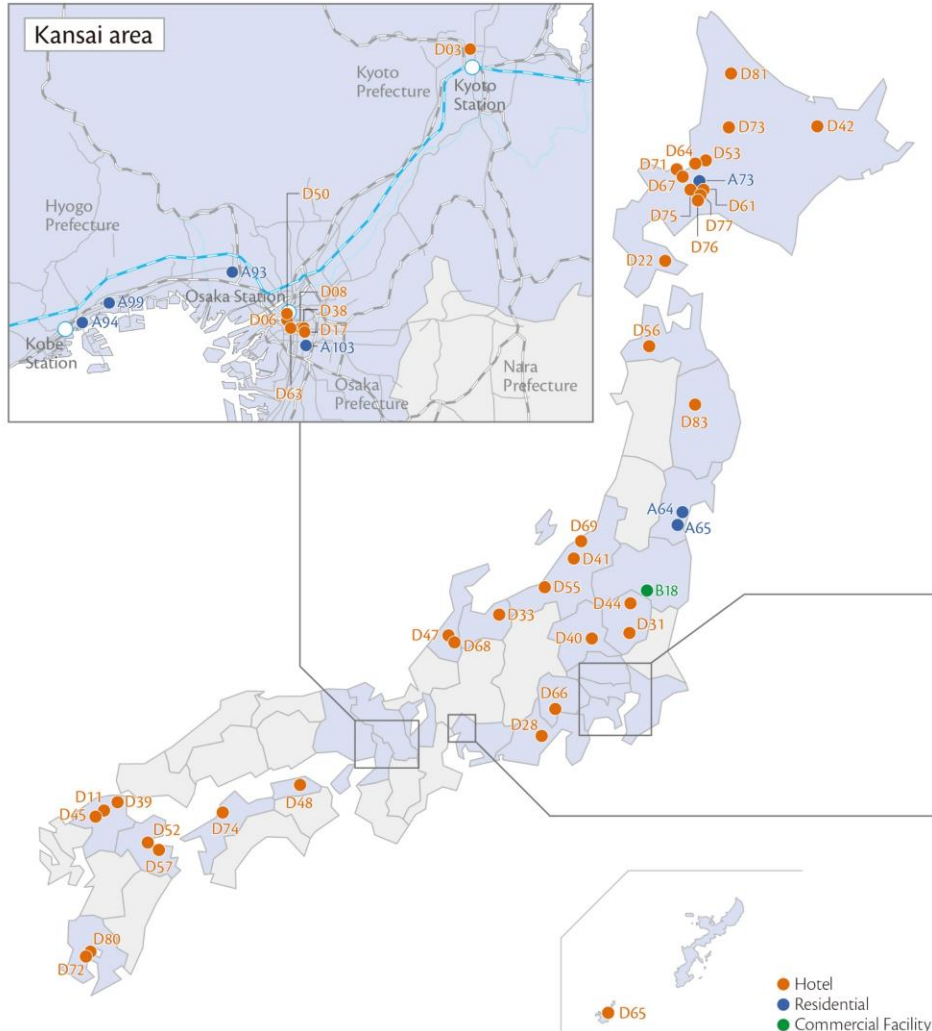 Kansai area
D03
Kyoto
Prefecture
Kyoto
Station
D50
Hyogo
Prefecture
A93
Osaka Station
D08
D38
D06
D17
A99
A94
A103
Kobe
Station
D63
Osaka
Prefecture
Nara
Prefecture
D81
D73
D42
D64
D53
D71
A73
D67
D61
D75
D77
D76
D22
D56
D83
A64
A65
D69
D41
D55
B18
D44
D33
D31
D47
D40
D68
D66
D28
D11
D39
D45
D48
D74
D52
D57
D80
D72
D65
Hotel
Residential
Commercial Facility